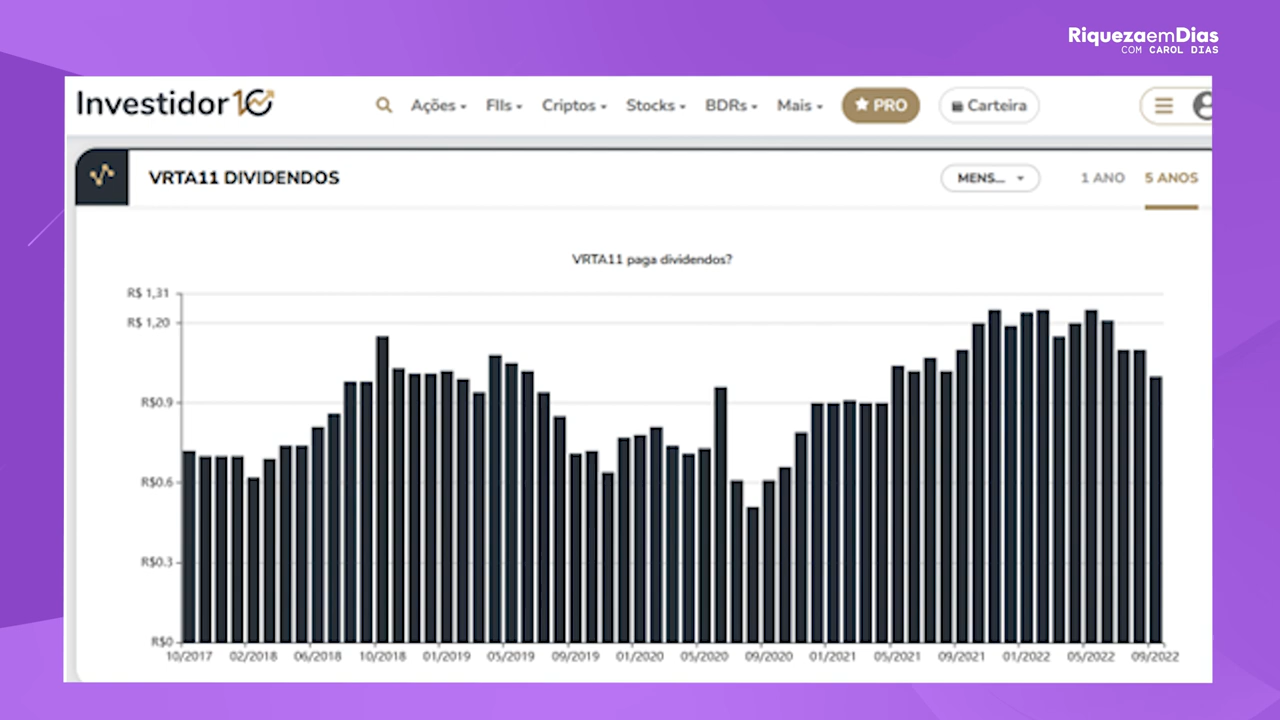 RiquezaemDias
COM CAROL DIAS
Investidor 10
Ações FIIs Criptos Stocks BDRs Mais PRO Carteira
VRTA11 DIVIDENDOS MENS... 1 ANO 5 ANOS
VRTA11 paga dividendos?
R$ 1,31
R$ 1,20
R$0.9
R$0.6
R$0.3
R$0
10/2017 02/2018 06/2018 10/2018 01/2019 05/2019 09/2019 01/2020 05/2020 09/2020 01/2021 05/2021 09/2021 01/2022 05/2022 09/2022